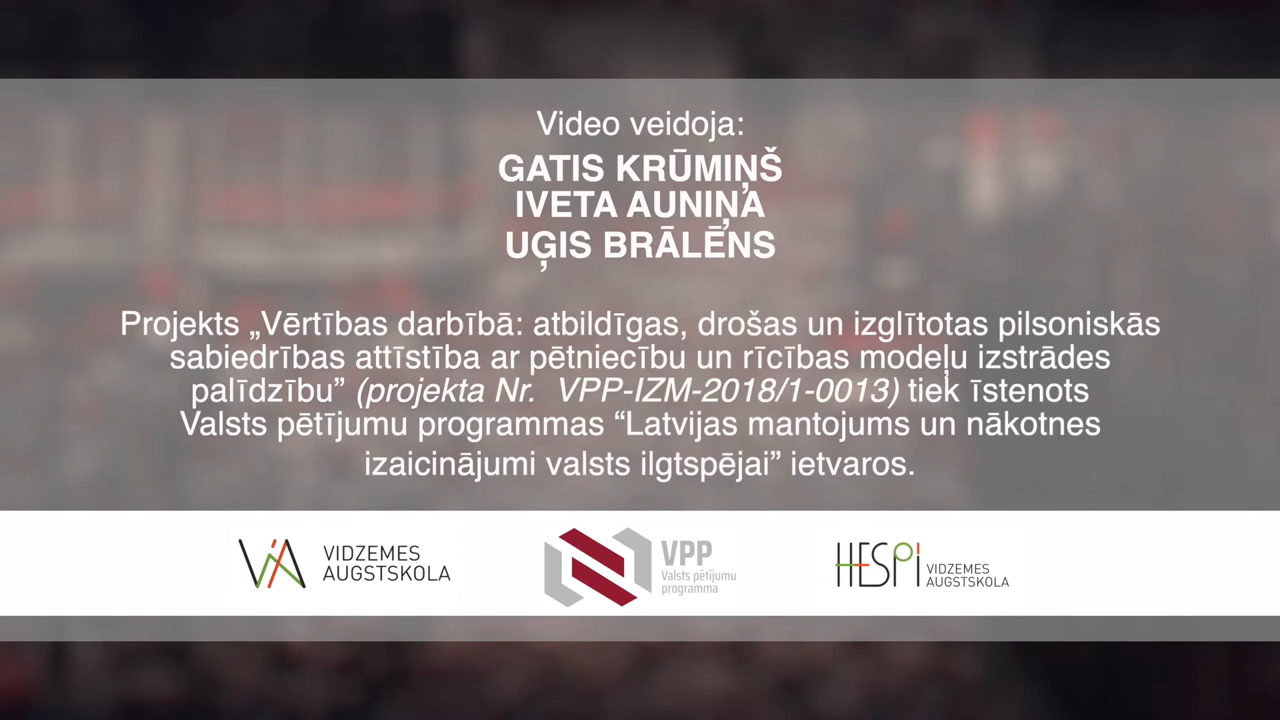 Video veidoja:
GATIS KRŪMIŅŠ
IVETA AUNIŅA
UĢIS BRĀLĒNS
Projekts „Vērtības darbībā: atbildīgas, drošas un izglītotas pilsoniskās
sabiedrības attīstība ar pētniecību un rīcības modeļu izstrādes
palīdzību” (projekta Nr. VPP-IZM-2018/1-0013) tiek īstenots
Valsts pētījumu programmas “Latvijas mantojums un nākotnes
izaicinājumi valsts ilgtspējai” ietvaros.
ViA
VIDZEMES
AUGSTSKOLA
VPP
Valsts pētījumu
programma
HESPi
VIDZEMES
AUGSTSKOLA